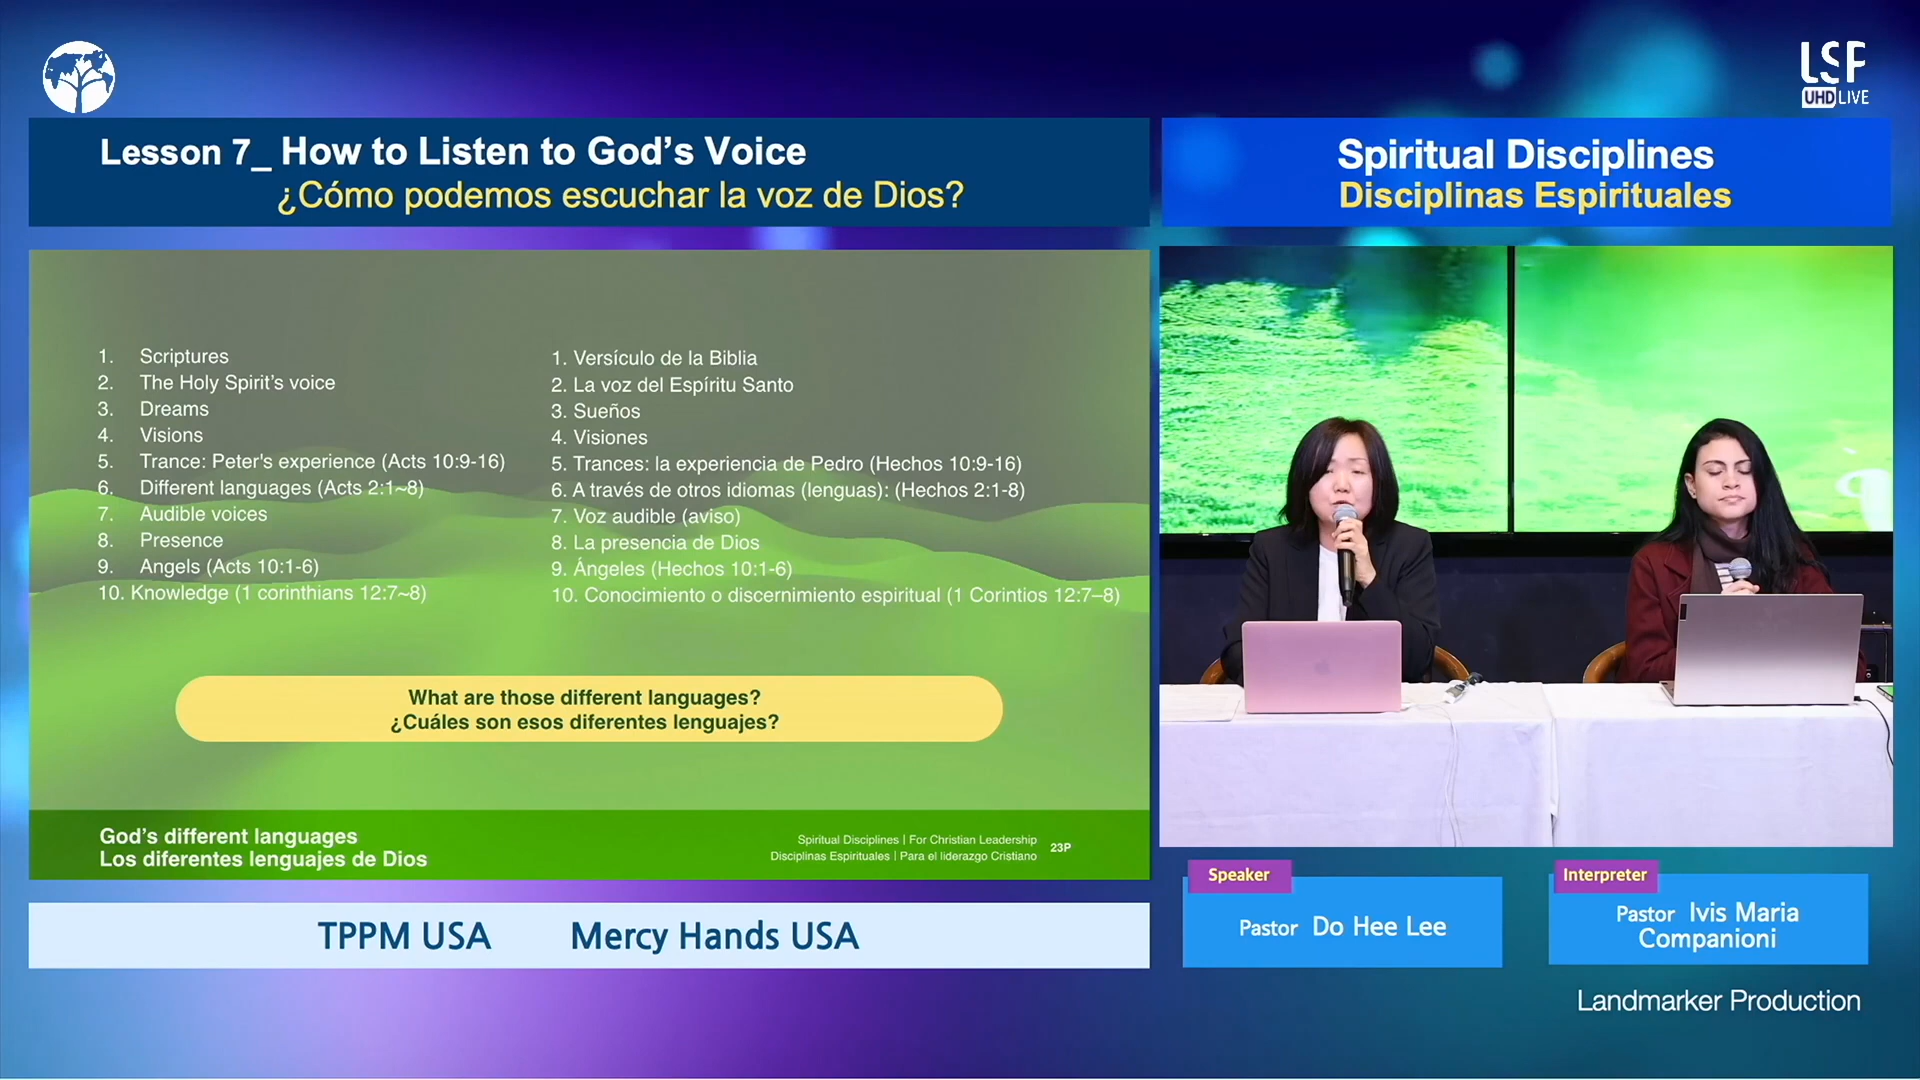 LSF
UHD LIVE
Lesson 7_ How to Listen to God's Voice
¿Cómo podemos escuchar la voz de Dios?
Spiritual Disciplines
Disciplinas Espirituales
1. Scriptures
2. The Holy Spirit's voice
3. Dreams
4. Visions
5. Trance: Peter's experience (Acts 10:9-16)
6. Different languages (Acts 2:1~8)
7. Audible voices
8. Presence
9. Angels (Acts 10:1-6)
10. Knowledge (1 corinthians 12:7~8)
1. Versículo de la Biblia
2. La voz del Espíritu Santo
3. Sueños
4. Visiones
5. Trances: la experiencia de Pedro (Hechos 10:9-16)
6. A través de otros idiomas (lenguas): (Hechos 2:1-8)
7. Voz audible (aviso)
8. La presencia de Dios
9. Ángeles (Hechos 10:1-6)
10. Conocimiento o discernimiento espiritual (1 Corintios 12:7–8)
What are those different languages?
¿Cuáles son esos diferentes lenguajes?
God's different languages
Los diferentes lenguajes de Dios
Spiritual Disciplines | For Christian Leadership
Disciplinas Espirituales | Para el liderazgo Cristiano
23P
TPPM USA Mercy Hands USA
Speaker
Pastor Do Hee Lee
Interpreter
Pastor Ivis Maria
Companioni
Landmarker Production